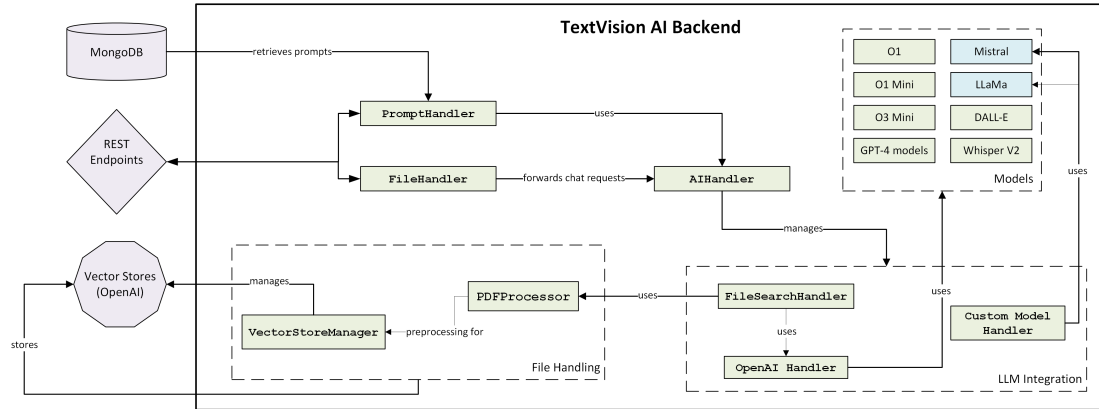 TextVision AI Backend
MongoDB
retrieves prompts
O1
Mistral
O1 Mini
LLaMa
O3 Mini
DALL-E
GPT-4 models
Whisper V2
Models
PromptHandler
uses
REST
Endpoints
FileHandler
forwards chat requests
AIHandler
uses
manages
Vector Stores
(OpenAI)
manages
PDFProcessor
uses
FileSearchHandler
uses
Custom Model
Handler
VectorStoreManager
preprocessing for
uses
stores
File Handling
OpenAI Handler
LLM Integration